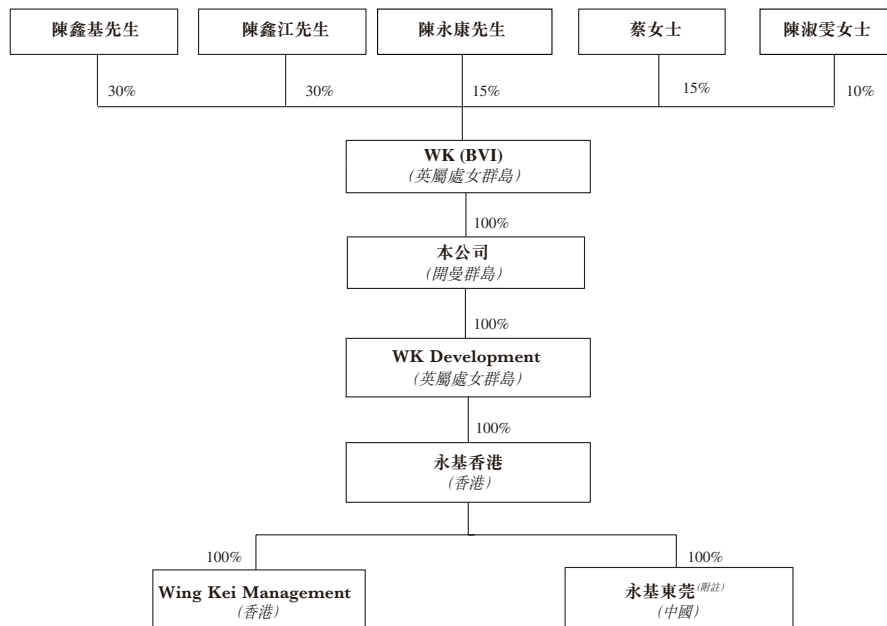 陳鑫基先生
陳鑫江先生
陳永康先生
蔡女士
陳淑雯女士
30%
30%
15%
15%
10%
WK (BVI)
(英屬處女群島)
100%
本公司
(開曼群島)
100%
WK Development
(英屬處女群島)
100%
永基香港
(香港)
100%
100%
Wing Kei Management
(香港)
永基東莞(附註)
(中國)